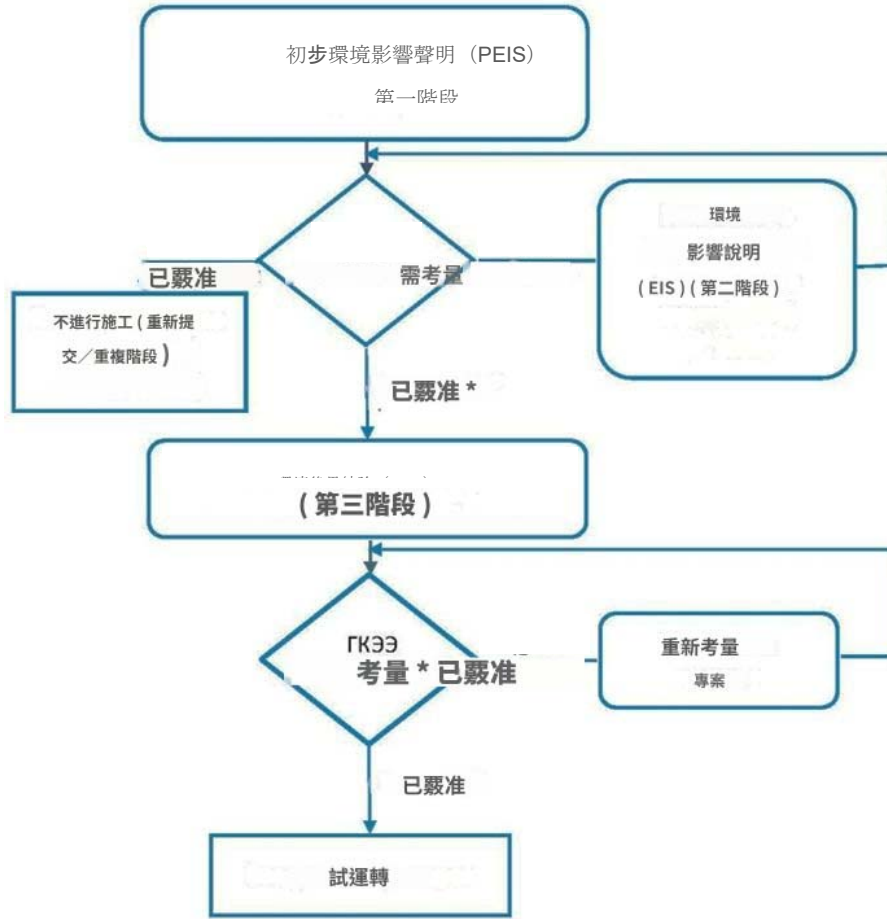 初步環境影響聲明（PEIS）
第一階段
環境
影響說明
( EIS ) ( 第二階段 )
已覈准
需考量
不進行施工 ( 重新提
交／重複階段 )
已覈准 *
( 第三階段 )
ГКЭЭ
考量 * 已覈准
重新考量
專案
已覈准
試運轉